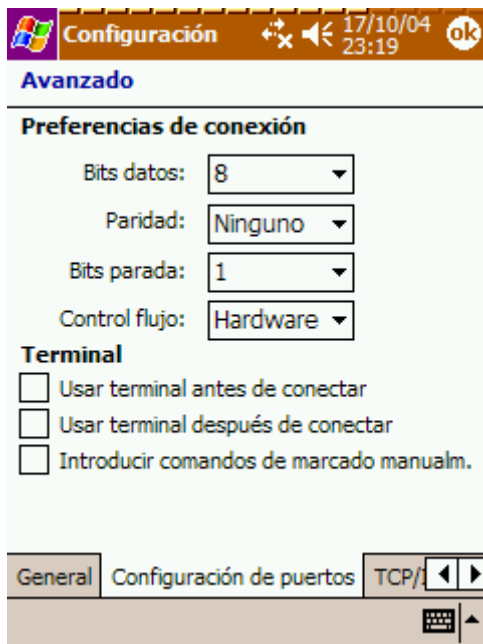 Configuración 17/10/04
23:19 ok
Avanzado
Preferencias de conexión
Bits datos: 8
Paridad: Ninguno
Bits parada: 1
Control flujo: Hardware
Terminal
Usar terminal antes de conectar
Usar terminal después de conectar
Introducir comandos de marcado manualm.
General Configuración de puertos TCP/